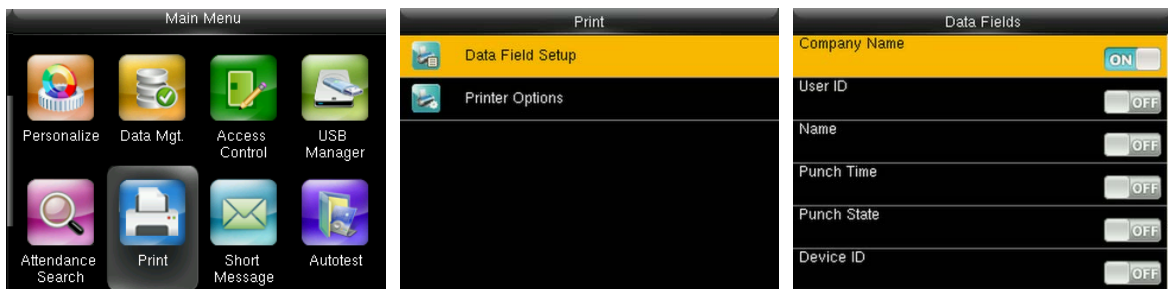 Main Menu
Personalize
Data Mgt.
Access
Control
USB
Manager
Attendance
Search
Print
Short
Message
Autotest
Print
Data Field Setup
Printer Options
Data Fields
Company Name
ON
User ID
OFF
Name
OFF
Punch Time
OFF
Punch State
OFF
Device ID
OFF